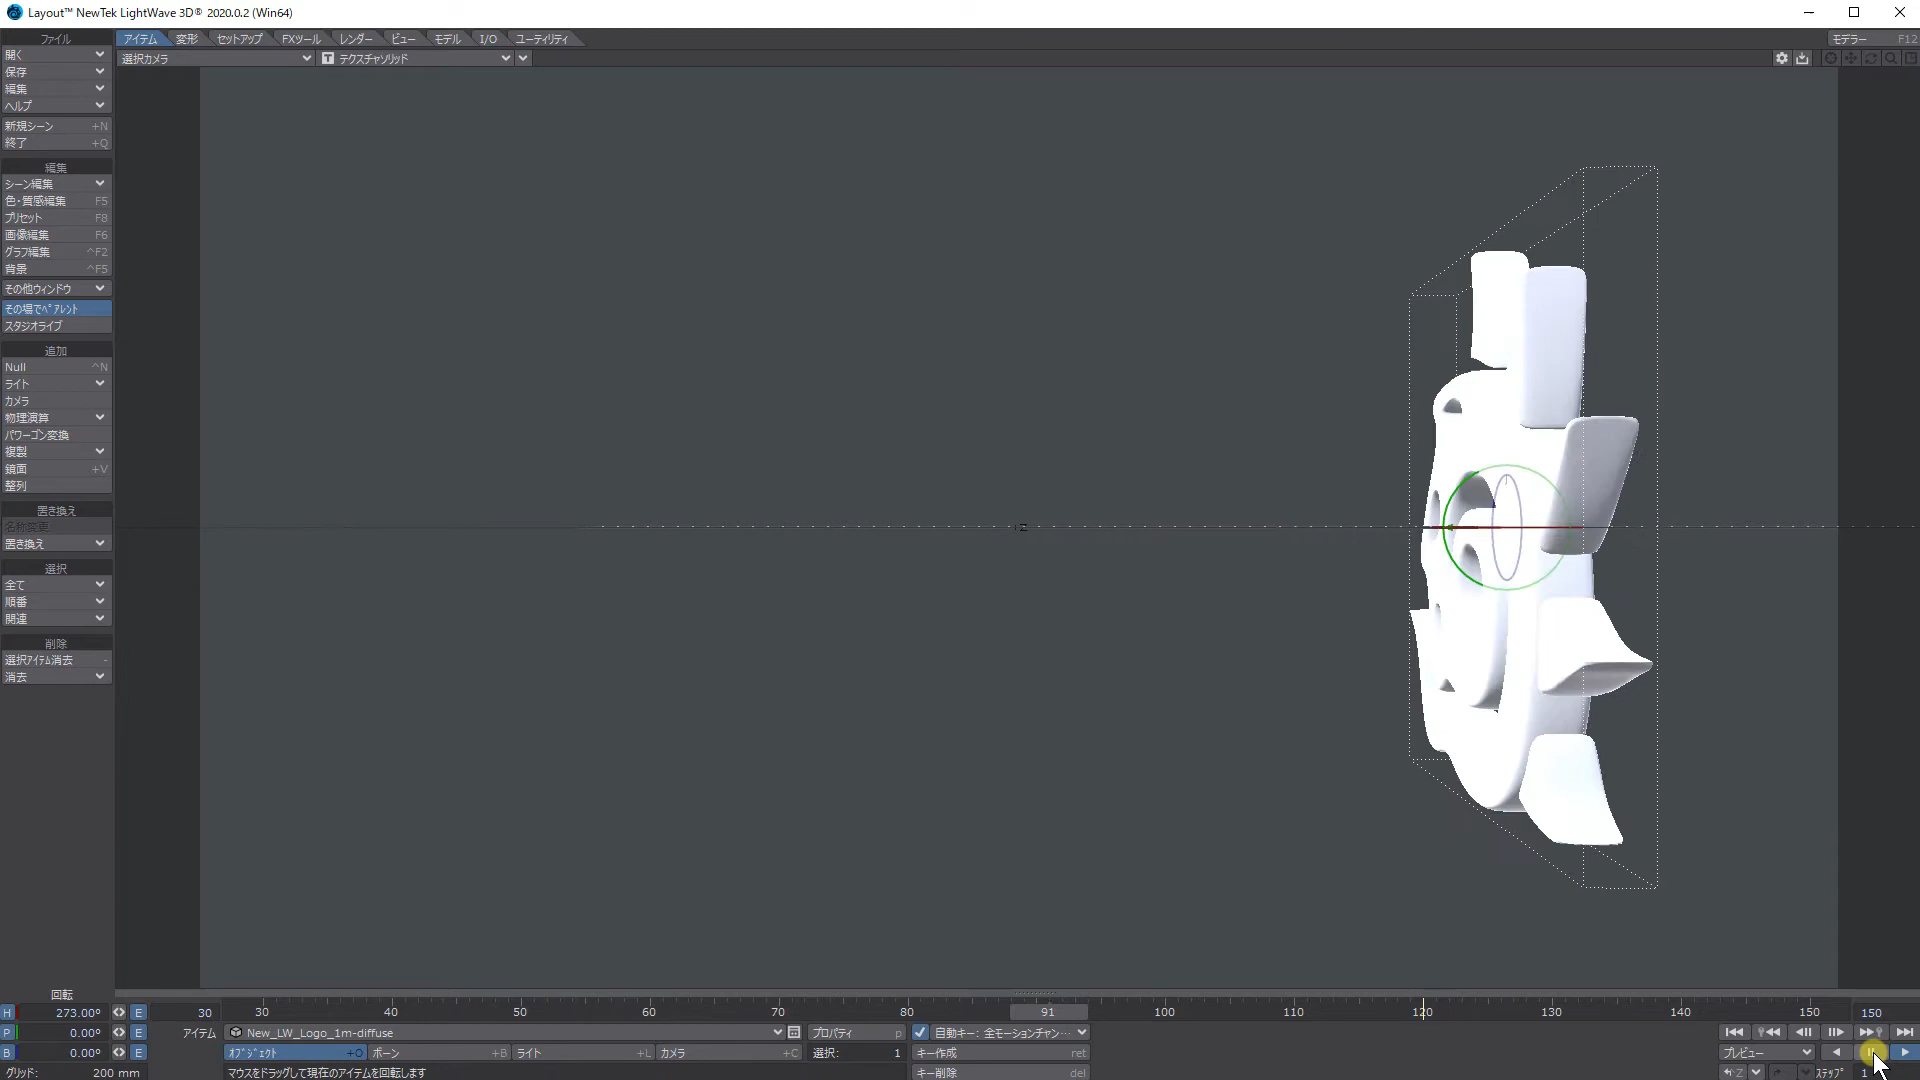 Layout™ NewTek LightWave 3D® 2020.0.2 (Win64)
ファイル
アイテム 変形 セットアップ FXツール レンダー ビュー モデル I/O ユーティリティ
モデラー F12
開く
選択カメラ
T テクスチャソリッド
保存
編集
ヘルプ
新規シーン +N
終了 +Q
編集
シーン編集
色・質感編集 F5
プリセット F8
画像編集 F6
グラフ編集 ^F2
背景 ^F5
その他ウィンドウ
その場でペアレント
スタジオライブ
追加
Null ^N
ライト
カメラ
物理演算
パワーゴン変換
複製
鏡面 +V
整列
置き換え
名称変更
置き換え
選択
全て
順番
関連
削除
選択アイテム消去 -
消去
回転
H 273.00° E 30 30 40 50 60 70 80 91 100 110 120 130 140 150 150
P 0.00° E アイテム New_LW_Logo_1m-diffuse プロパティ p 自動キー: 全モーションチャン…
B 0.00° E オブジェクト +O ボーン +B ライト +L カメラ +C 選択: 1 キー作成 ret プレビュー
グリッド: 200 mm マウスをドラッグして現在のアイテムを回転します キー削除 del ステップ 1